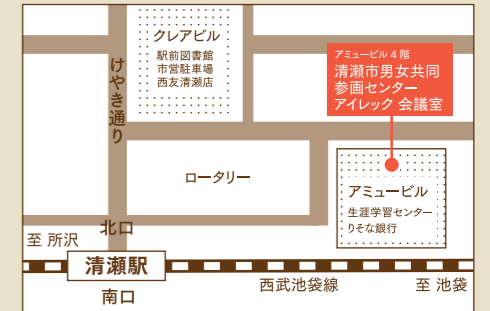 クレアビル
駅前図書館
市営駐車場
西友清瀬店
けやき通り
アミュービル4階
清瀬市男女共同
参画センター
アイレック 会議室
ロータリー
アミュービル
生涯学習センター
りそな銀行
北口
至 所沢
清瀬駅
南口
西武池袋線
至 池袋